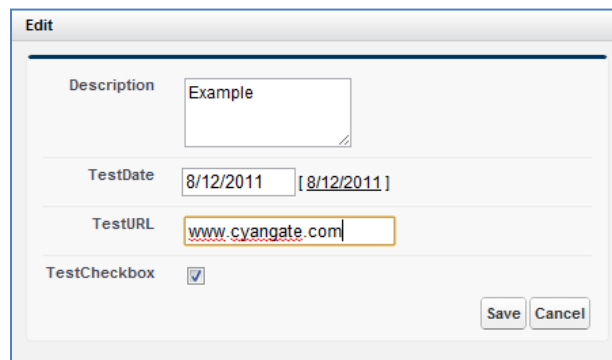 Edit
Description Example
TestDate 8/12/2011 [ 8/12/2011 ]
TestURL www.cyangate.com
TestCheckbox
Save Cancel